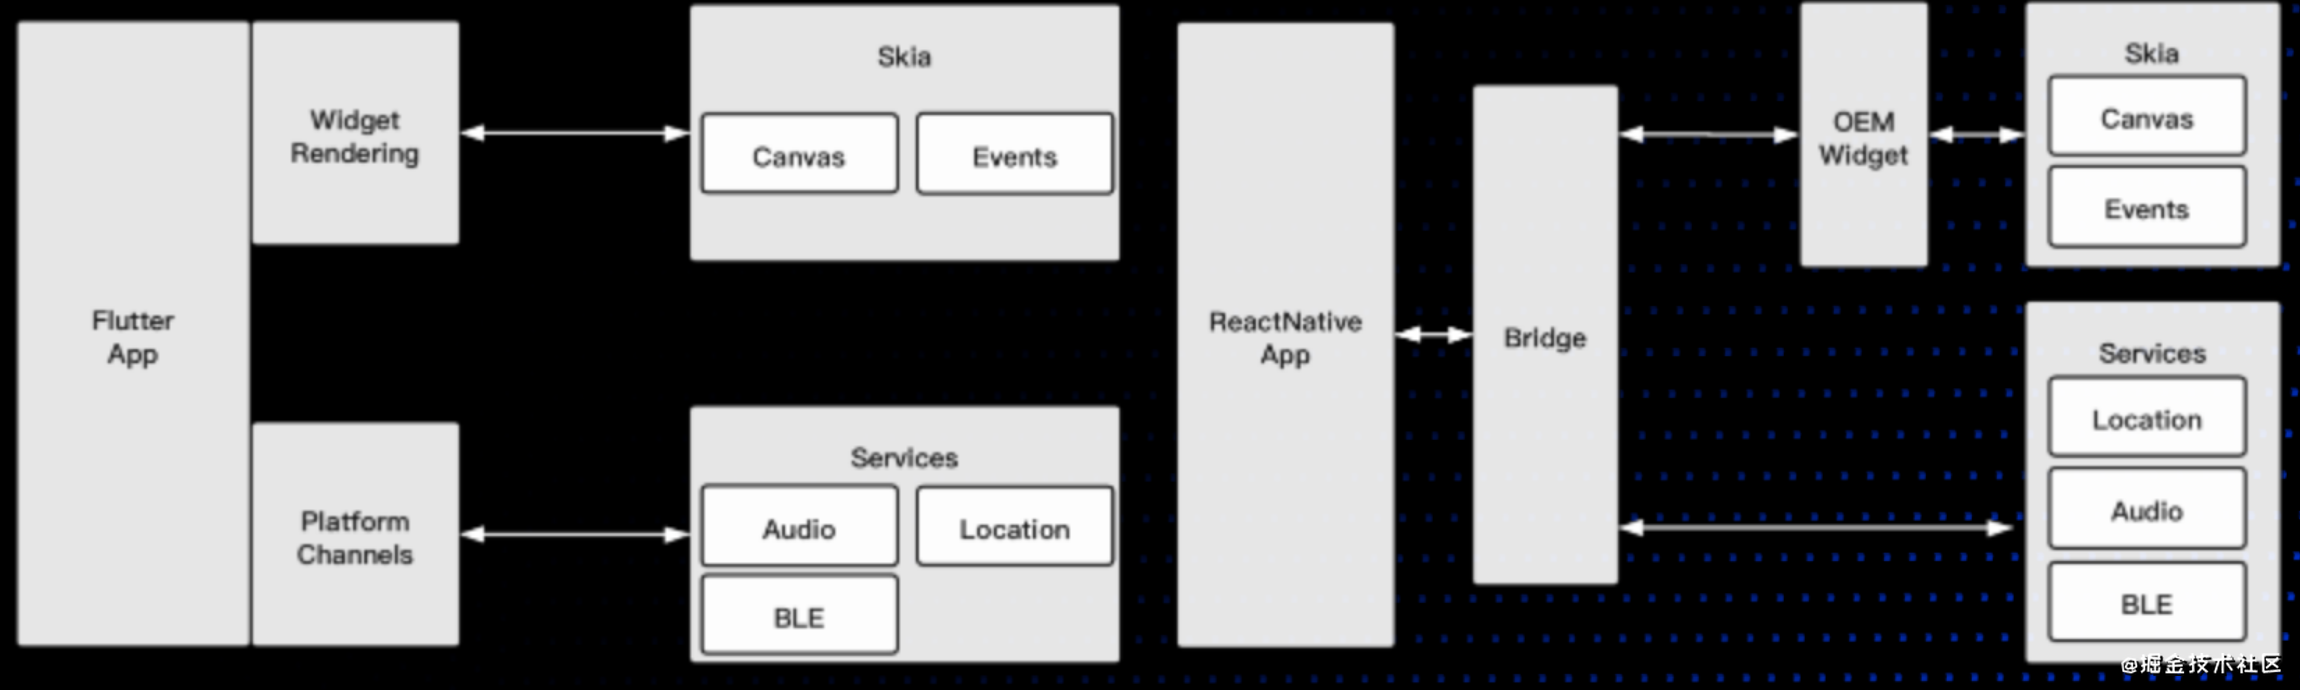 Flutter
App
Widget
Rendering
Platform
Channels
Skia
Canvas
Events
Services
Audio
Location
BLE
ReactNative
App
Bridge
OEM
Widget
Skia
Canvas
Events
Services
Location
Audio
BLE
@掘金技术社区